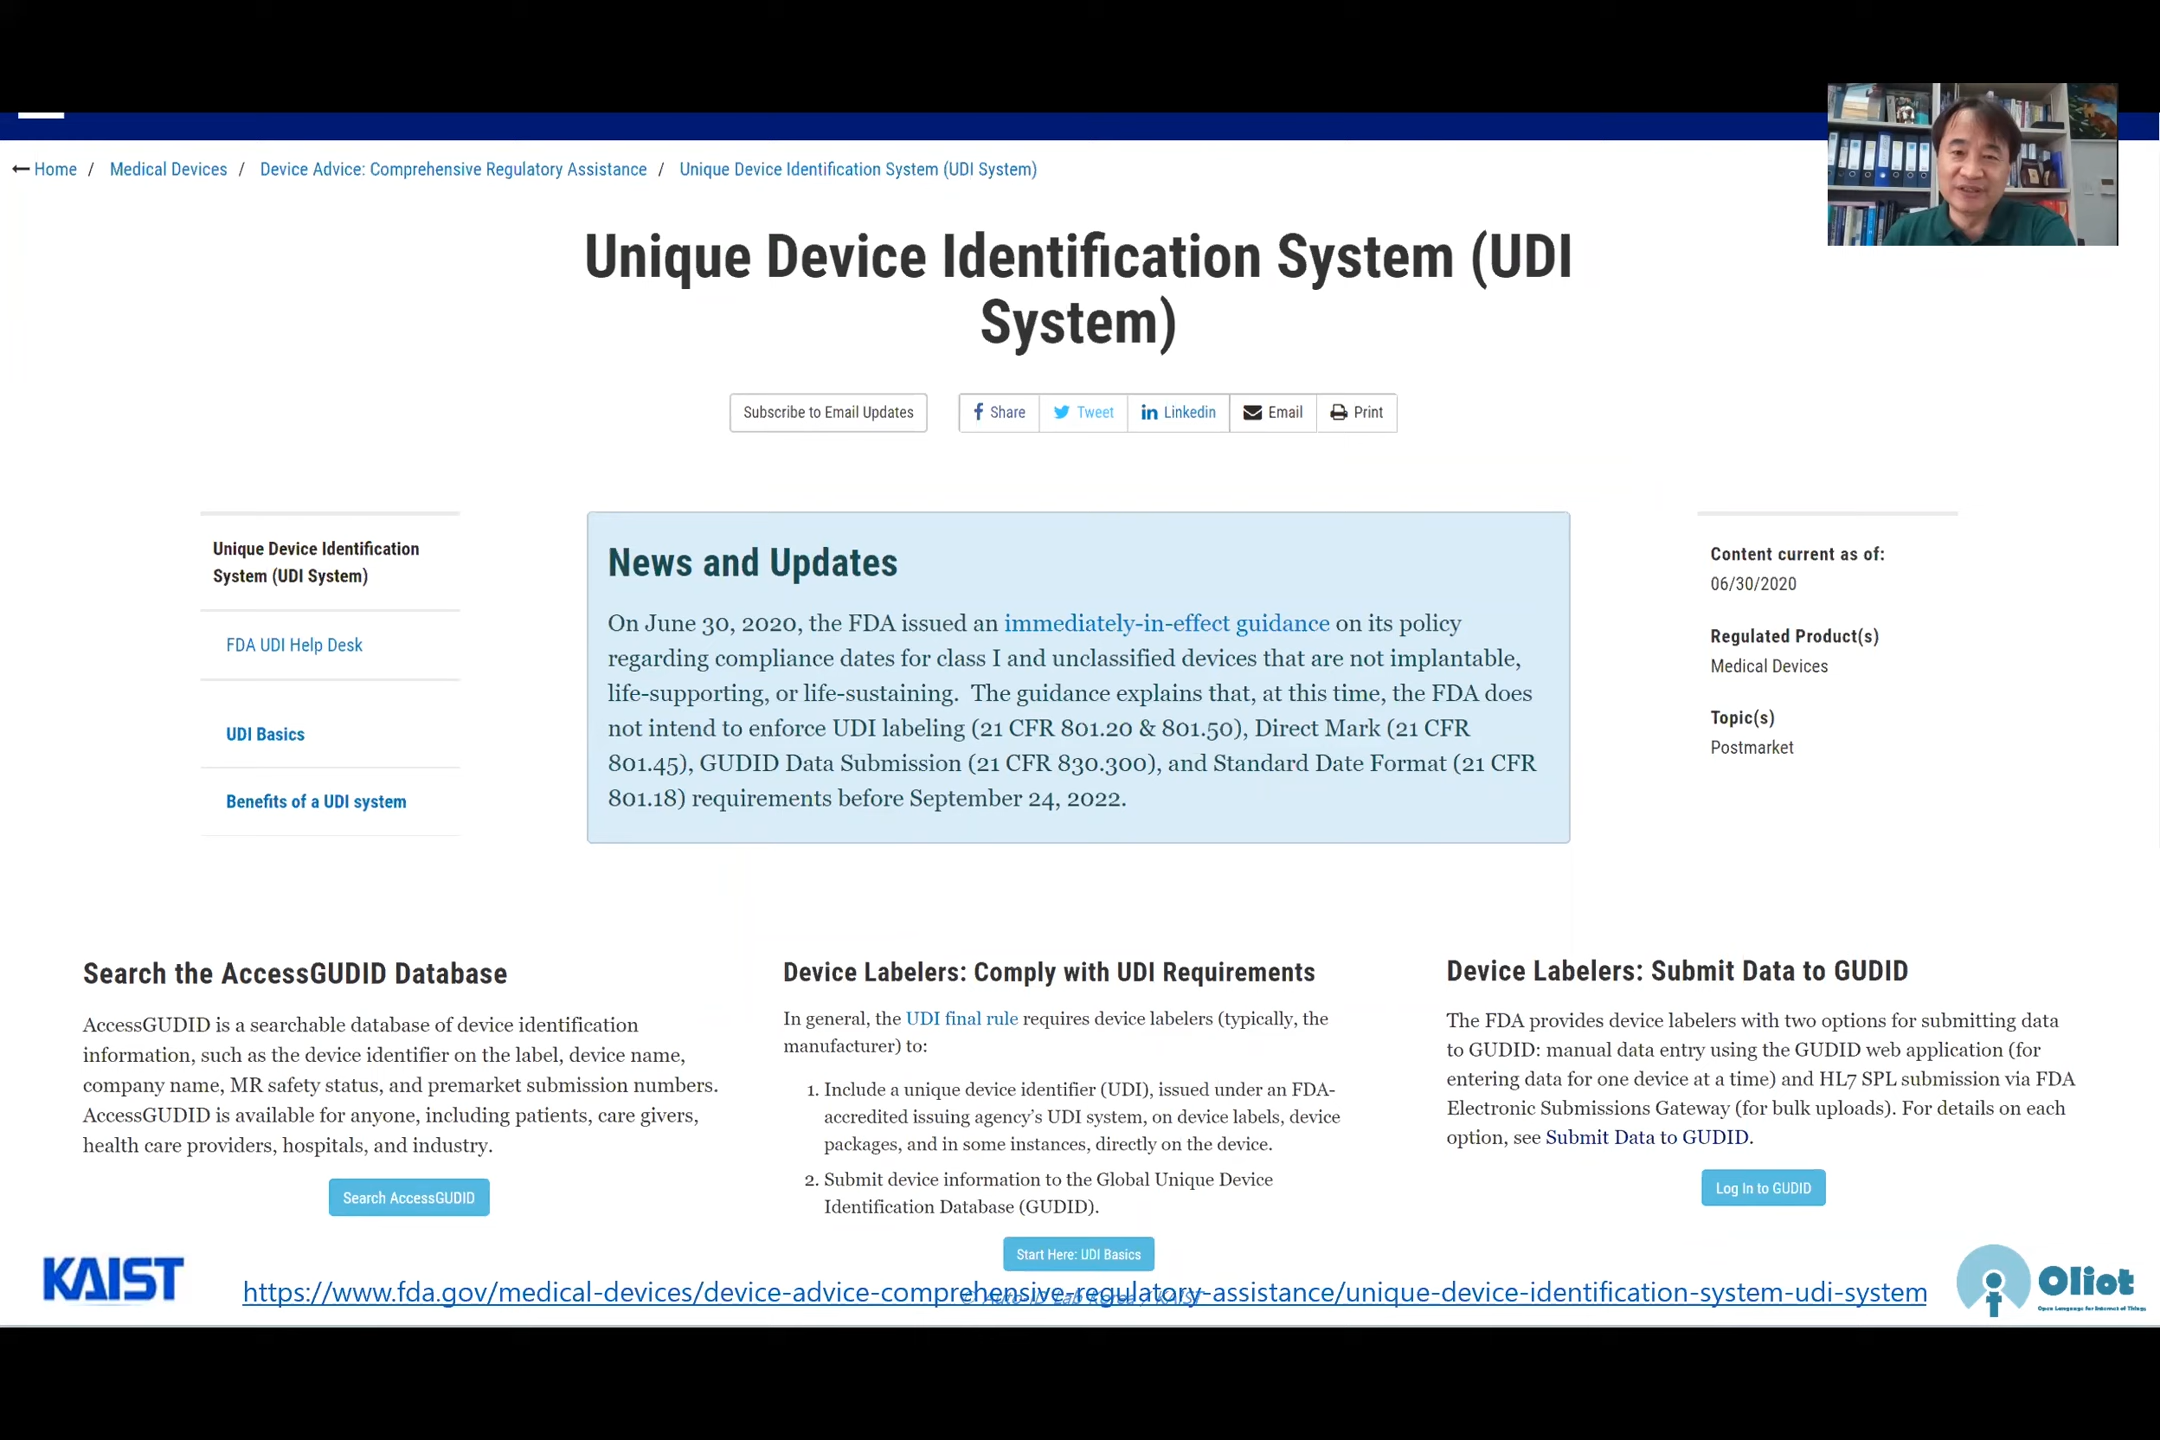 Home / Medical Devices / Device Advice: Comprehensive Regulatory Assistance / Unique Device Identification System (UDI System)
Unique Device Identification System (UDI
System)
Subscribe to Email Updates
Share
Tweet
Linkedin
Email
Print
Unique Device Identification
System (UDI System)
FDA UDI Help Desk
UDI Basics
Benefits of a UDI system
News and Updates
On June 30, 2020, the FDA issued an immediately-in-effect guidance on its policy
regarding compliance dates for class I and unclassified devices that are not implantable,
life-supporting, or life-sustaining. The guidance explains that, at this time, the FDA does
not intend to enforce UDI labeling (21 CFR 801.20 & 801.50), Direct Mark (21 CFR
801.45), GUDID Data Submission (21 CFR 830.300), and Standard Date Format (21 CFR
801.18) requirements before September 24, 2022.
Content current as of:
06/30/2020
Regulated Product(s)
Medical Devices
Topic(s)
Postmarket
Search the AccessGUDID Database
AccessGUDID is a searchable database of device identification
information, such as the device identifier on the label, device name,
company name, MR safety status, and premarket submission numbers.
AccessGUDID is available for anyone, including patients, care givers,
health care providers, hospitals, and industry.
Search AccessGUDID
Device Labelers: Comply with UDI Requirements
In general, the UDI final rule requires device labelers (typically, the
manufacturer) to:
1. Include a unique device identifier (UDI), issued under an FDA-
accredited issuing agency's UDI system, on device labels, device
packages, and in some instances, directly on the device.
2. Submit device information to the Global Unique Device
Identification Database (GUDID).
Start Here: UDI Basics
Device Labelers: Submit Data to GUDID
The FDA provides device labelers with two options for submitting data
to GUDID: manual data entry using the GUDID web application (for
entering data for one device at a time) and HL7 SPL submission via FDA
Electronic Submissions Gateway (for bulk uploads). For details on each
option, see Submit Data to GUDID.
Log In to GUDID
KAIST
https://www.fda.gov/medical-devices/device-advice-comprehensive-regulatory-assistance/unique-device-identification-system-udi-system
© Auto-ID Lab Korea / KAIST
Oliot
Open Language for Internet of Things